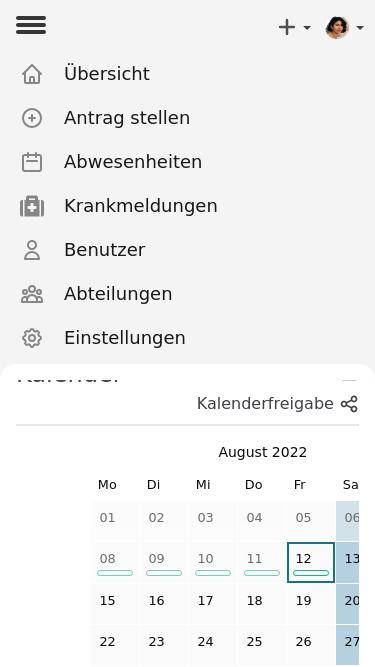 Übersicht
Antrag stellen
Abwesenheiten
Krankmeldungen
Benutzer
Abteilungen
Einstellungen
Kalender
Kalenderfreigabe
August 2022
Mo Di Mi Do Fr Sa
01 02 03 04 05 06
08 09 10 11 12 13
15 16 17 18 19 20
22 23 24 25 26 27